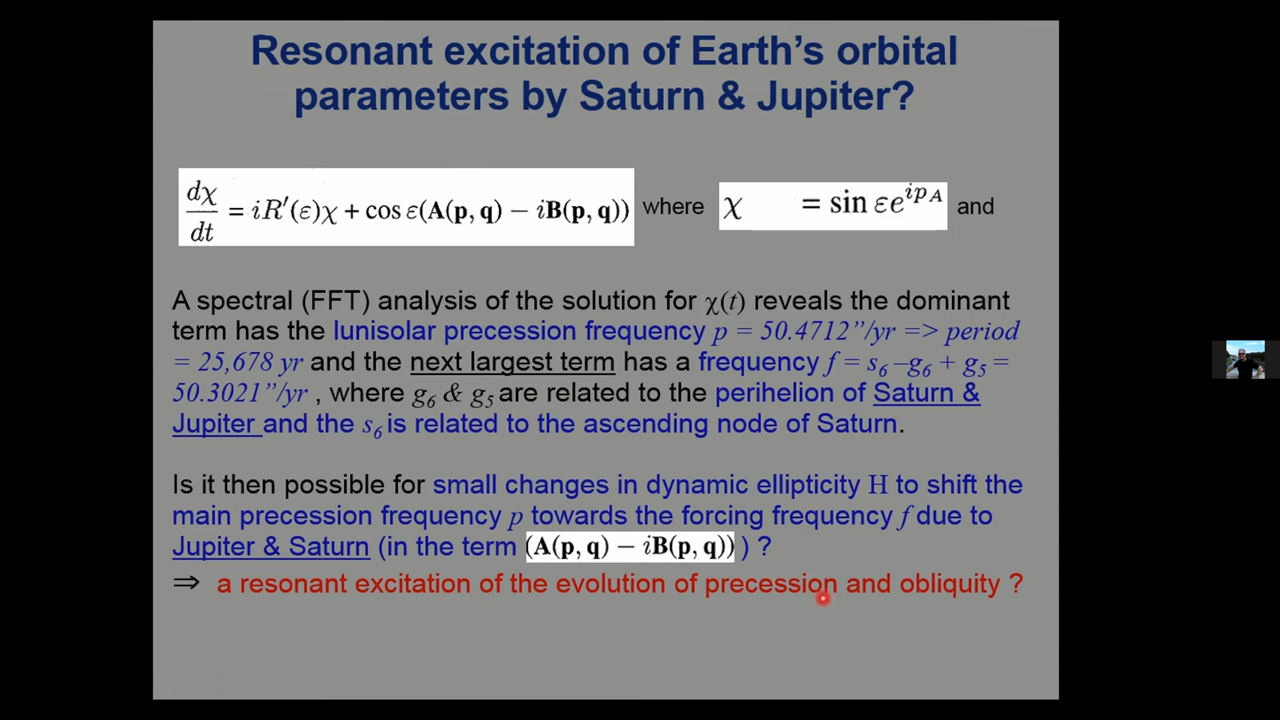 Resonant excitation of Earth's orbital
parameters by Saturn & Jupiter?
dχ/dt = iR′(ε)χ + cos ε(A(p, q) − iB(p, q)) where χ = sin εe^{ip_A} and
A spectral (FFT) analysis of the solution for χ(t) reveals the dominant
term has the lunisolar precession frequency p = 50.4712”/yr => period
= 25,678 yr and the next largest term has a frequency f = s₆ –g₆ + g₅ =
50.3021”/yr , where g₆ & g₅ are related to the perihelion of Saturn &
Jupiter and the s₆ is related to the ascending node of Saturn.
Is it then possible for small changes in dynamic ellipticity H to shift the
main precession frequency p towards the forcing frequency f due to
Jupiter & Saturn (in the term (A(p, q) − iB(p, q)) ) ?
⇒ a resonant excitation of the evolution of precession and obliquity ?